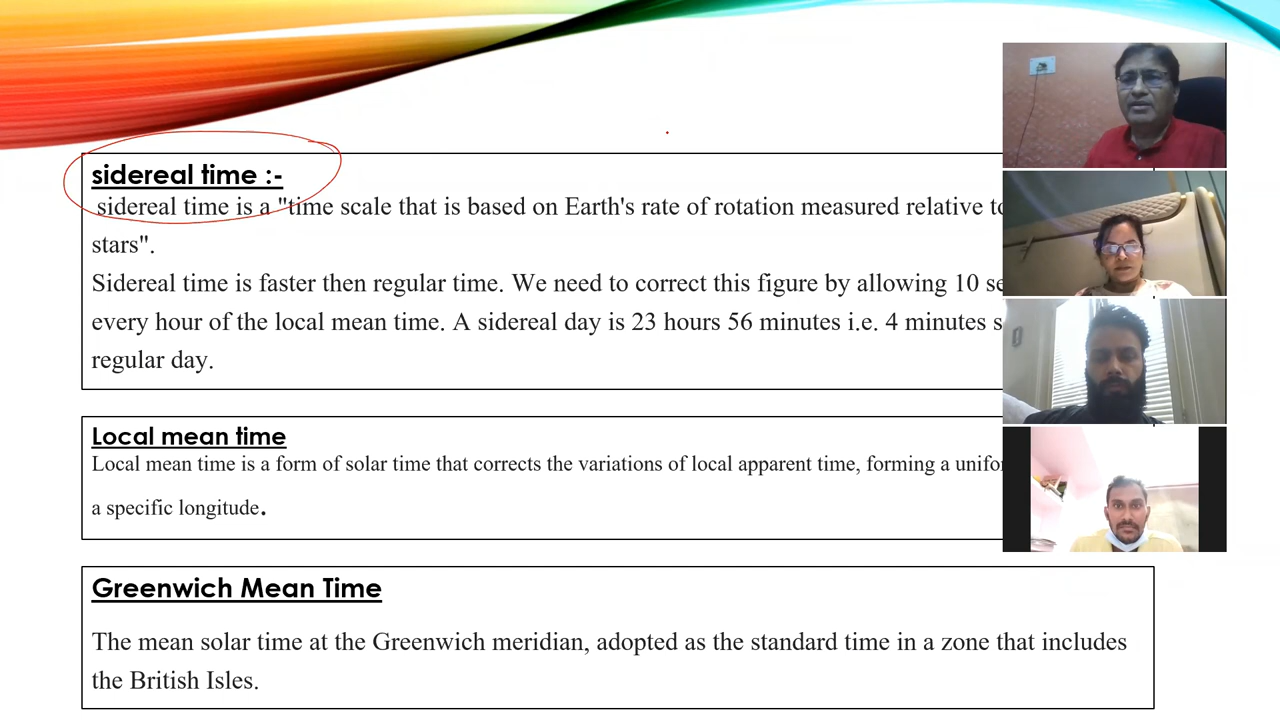 sidereal time :-
sidereal time is a "time scale that is based on Earth's rate of rotation measured relative
stars".
Sidereal time is faster then regular time. We need to correct this figure by allowing 10
every hour of the local mean time. A sidereal day is 23 hours 56 minutes i.e. 4 minutes
regular day.
Local mean time
Local mean time is a form of solar time that corrects the variations of local apparent time, forming a
a specific longitude.
Greenwich Mean Time
The mean solar time at the Greenwich meridian, adopted as the standard time in a zone that includes
the British Isles.